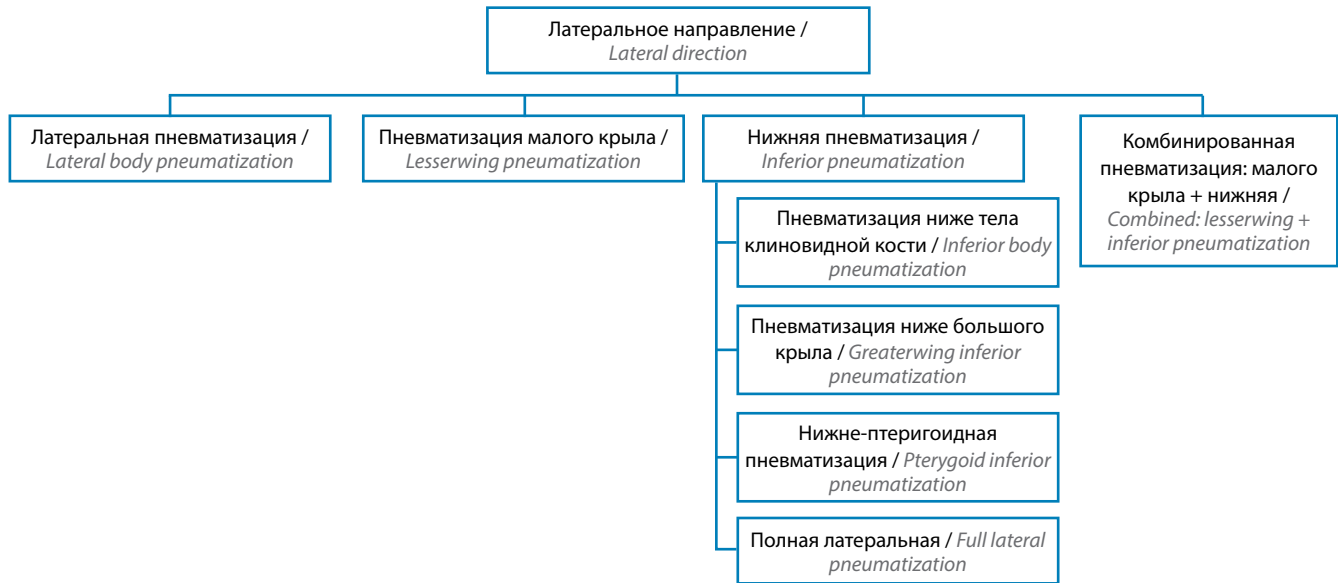 Латеральное направление /
Lateral direction
Латеральная пневматизация /
Lateral body pneumatization
Пневматизация малого крыла /
Lesserwing pneumatization
Нижняя пневматизация /
Inferior pneumatization
Комбинированная
пневматизация: малого
крыла + нижняя /
Combined: lesserwing +
inferior pneumatization
Пневматизация ниже тела
клиновидной кости / Inferior body
pneumatization
Пневматизация ниже большого
крыла / Greaterwing inferior
pneumatization
Нижне-птеригоидная
пневматизация / Pterygoid inferior
pneumatization
Полная латеральная / Full lateral
pneumatization